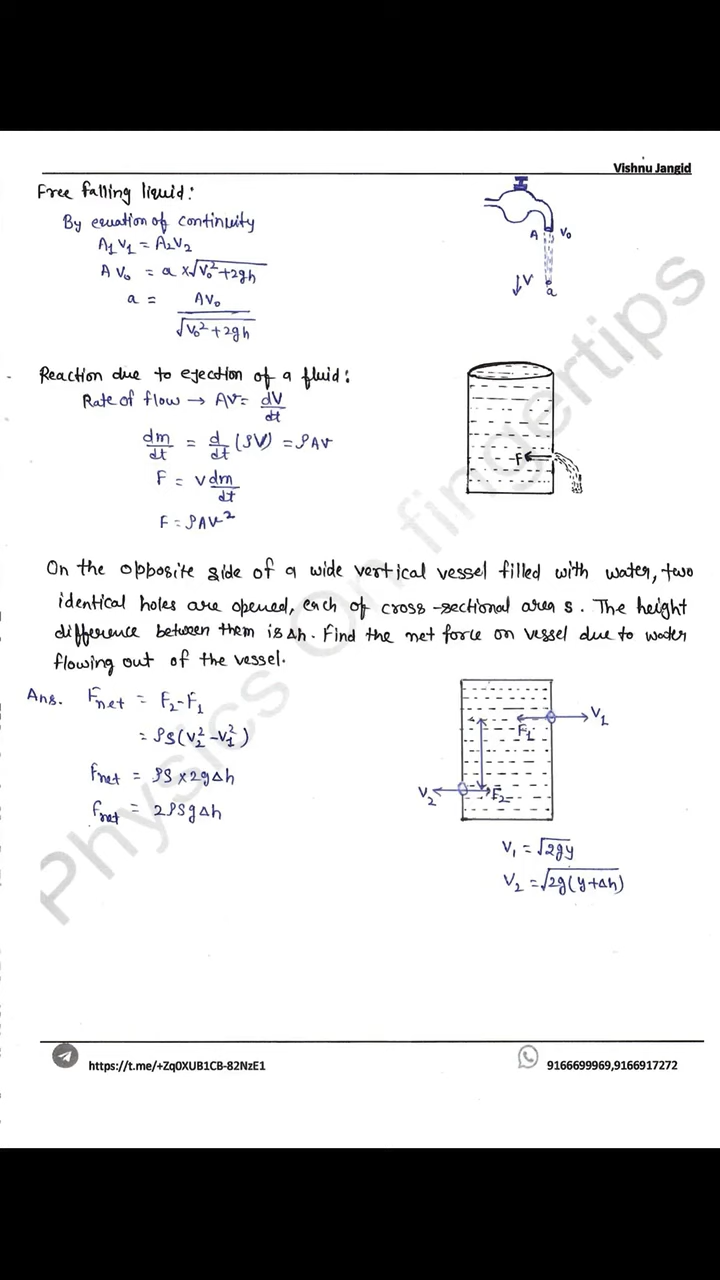 Vishnu Jangid
Free falling liquid:
By equation of continuity
A₁V₁ = A₂V₂
A V₀ = a × √V₀² + 2gh
a = AV₀ / √V₀² + 2gh
A V₀
V
a
Reaction due to ejection of a fluid:
Rate of flow → AV = dV/dt
dm/dt = d/dt (ρV) = ρAV
F = V dm/dt
F = ρAV²
F
On the opposite side of a wide vertical vessel filled with water, two
identical holes are opened, each of cross-sectional area s. The height
difference between them is Δh. Find the net force on vessel due to water
flowing out of the vessel.
Ans. Fnet = F₂ - F₁
= ρS(V₂² - V₁²)
Fnet = ρS × 2gΔh
Fnet = 2ρSgΔh
V₁
F₁
V₂
F₂
V₁ = √2gy
V₂ = √2g(y+Δh)
Physics On fingertips
https://t.me/+Zq0XUB1CB-82NzE1
9166699969,9166917272